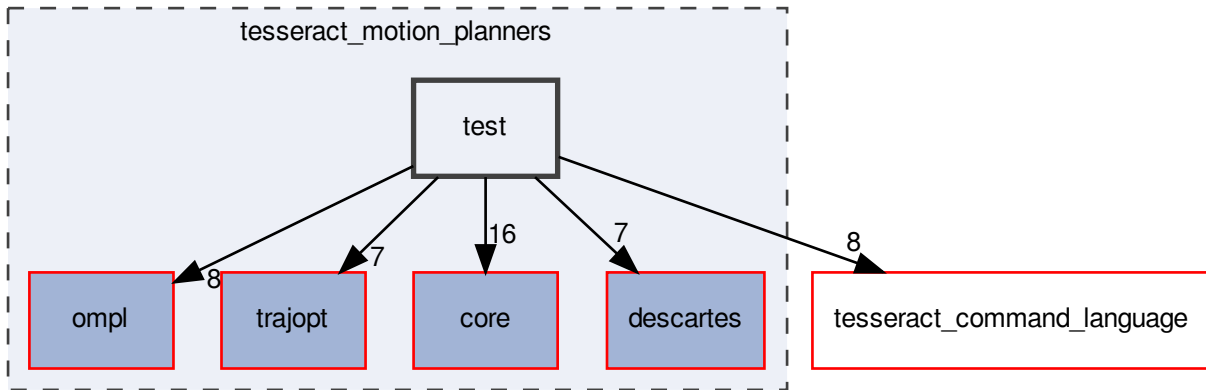 tesseract_motion_planners
test
16
7
8
8
7
ompl
trajopt
core
descartes
tesseract_command_language